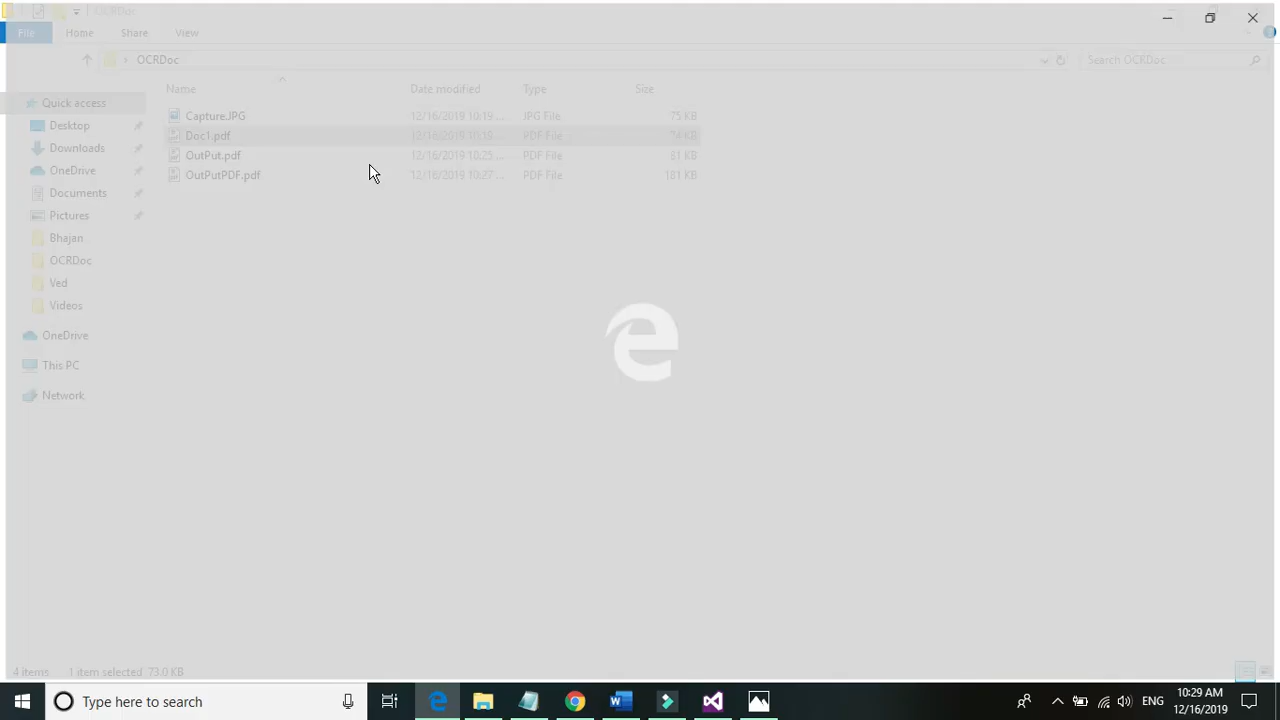 OCRDoc
File Home Share View
OCRDoc Search OCRDoc
Name Date modified Type Size
Quick access
Capture.JPG 12/16/2019 10:19 ... JPG File 75 KB
Desktop
Doc1.pdf 12/16/2019 10:19 ... PDF File 74 KB
Downloads
OutPut.pdf 12/16/2019 10:25 ... PDF File 81 KB
OneDrive
OutPutPDF.pdf 12/16/2019 10:27 ... PDF File 181 KB
Documents
Pictures
Bhajan
OCRDoc
Ved
Videos
OneDrive
This PC
Network
4 items 1 item selected 73.0 KB
Type here to search
ENG
10:29 AM
12/16/2019